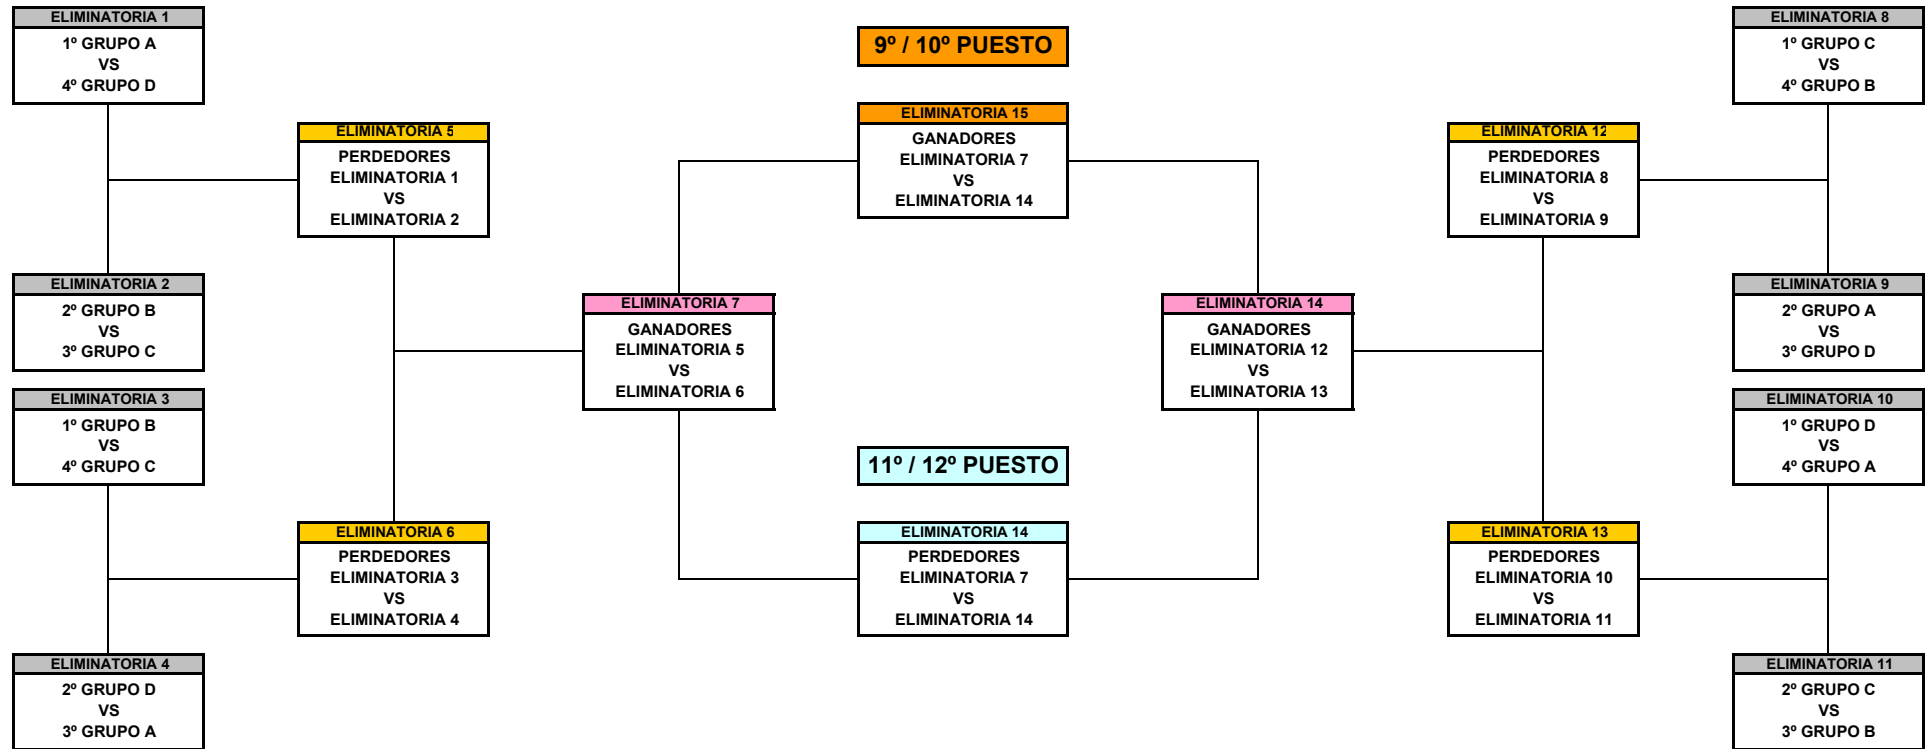 ELIMINATORIA 1
1º GRUPO A
VS
4º GRUPO D
ELIMINATORIA 2
2º GRUPO B
VS
3º GRUPO C
ELIMINATORIA 3
1º GRUPO B
VS
4º GRUPO C
ELIMINATORIA 4
2º GRUPO D
VS
3º GRUPO A
ELIMINATORIA 5
PERDEDORES
ELIMINATORIA 1
VS
ELIMINATORIA 2
ELIMINATORIA 6
PERDEDORES
ELIMINATORIA 3
VS
ELIMINATORIA 4
ELIMINATORIA 7
GANADORES
ELIMINATORIA 5
VS
ELIMINATORIA 6
9º / 10º PUESTO
ELIMINATORIA 15
GANADORES
ELIMINATORIA 7
VS
ELIMINATORIA 14
11º / 12º PUESTO
ELIMINATORIA 14
PERDEDORES
ELIMINATORIA 7
VS
ELIMINATORIA 14
ELIMINATORIA 14
GANADORES
ELIMINATORIA 12
VS
ELIMINATORIA 13
ELIMINATORIA 12
PERDEDORES
ELIMINATORIA 8
VS
ELIMINATORIA 9
ELIMINATORIA 13
PERDEDORES
ELIMINATORIA 10
VS
ELIMINATORIA 11
ELIMINATORIA 8
1º GRUPO C
VS
4º GRUPO B
ELIMINATORIA 9
2º GRUPO A
VS
3º GRUPO D
ELIMINATORIA 10
1º GRUPO D
VS
4º GRUPO A
ELIMINATORIA 11
2º GRUPO C
VS
3º GRUPO B